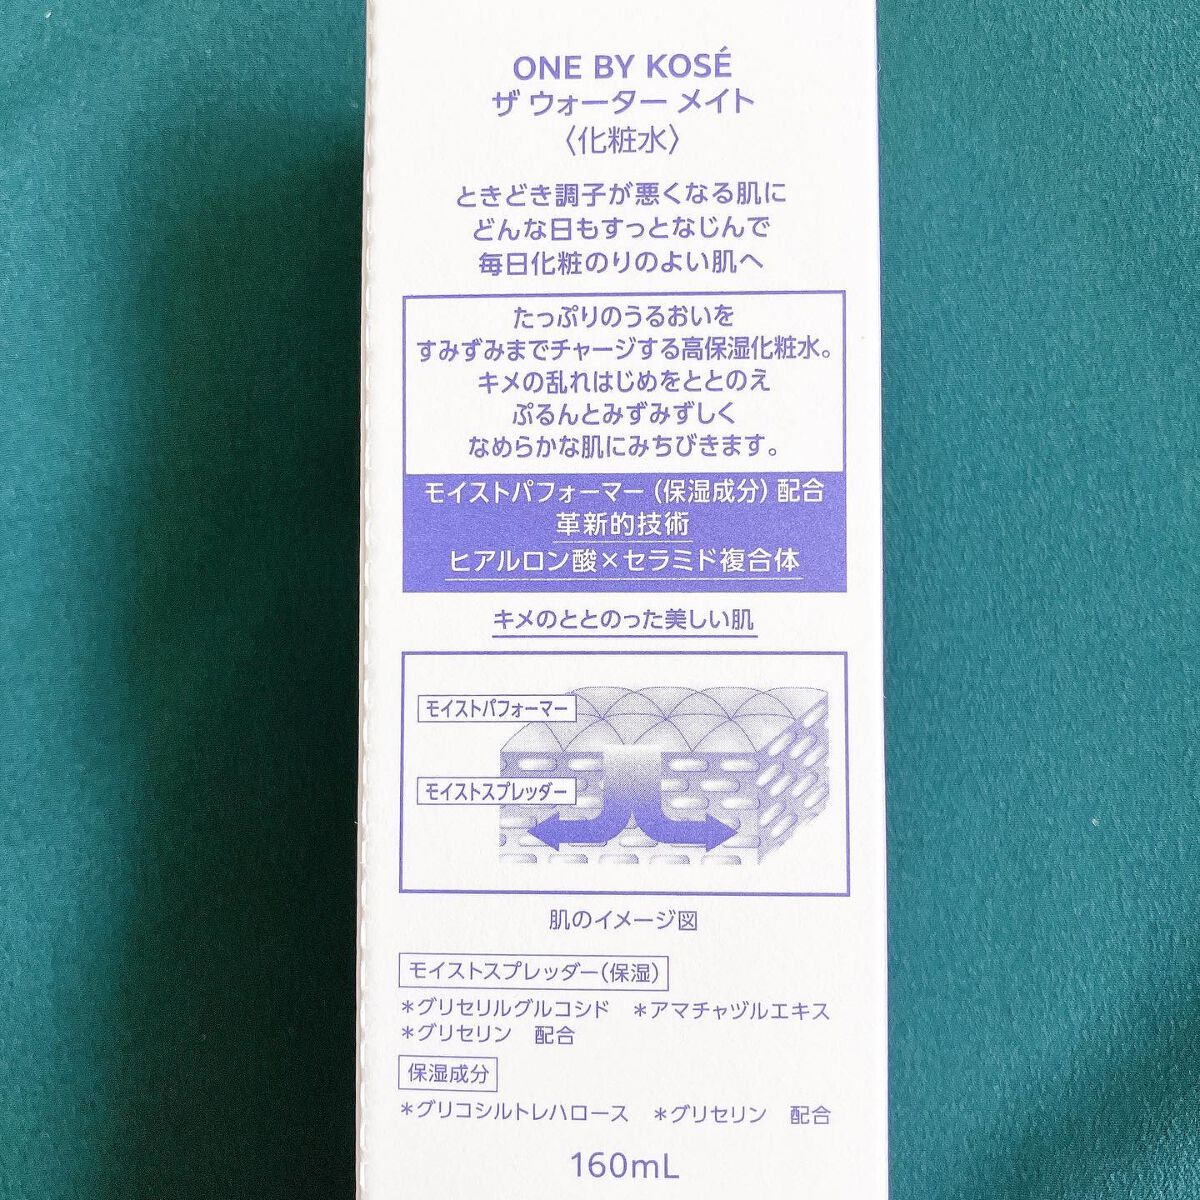 ONE BY KOSÉ
ザ ウォーター メイト
〈化粧水〉
ときどき調子が悪くなる肌に
どんな日もすっとなじんで
毎日化粧のりのよい肌へ
たっぷりのうるおいを
すみずみまでチャージする高保湿化粧水。
キメの乱れはじめをととのえ
ぷるんとみずみずしく
なめらかな肌にみちびきます。
モイストパフォーマー（保湿成分）配合
革新的技術
ヒアルロン酸×セラミド複合体
キメのととのった美しい肌
モイストパフォーマー
モイストスプレッダー
肌のイメージ図
モイストスプレッダー（保湿）
＊グリセリルグルコシド ＊アマチャヅルエキス
＊グリセリン 配合
保湿成分
＊グリコシルトレハロース ＊グリセリン 配合
160mL